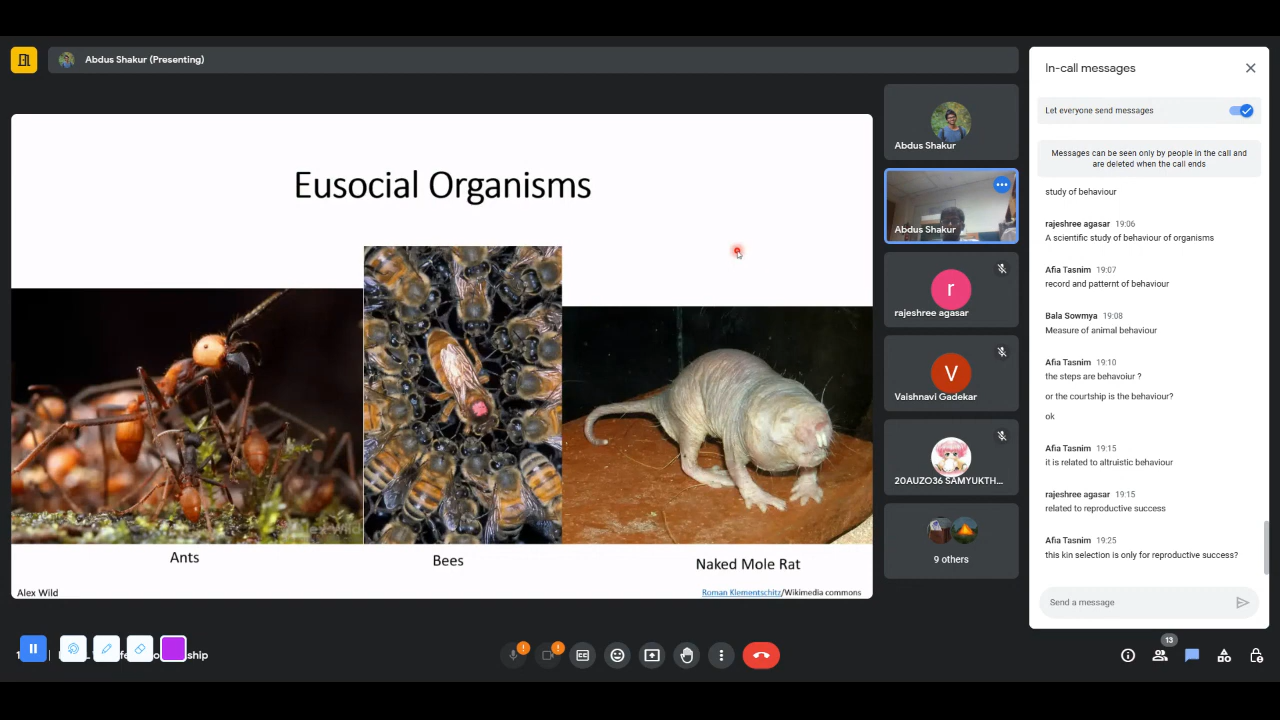 Abdus Shakur (Presenting)
Eusocial Organisms
Ants
Bees
Naked Mole Rat
Alex Wild
Roman Klementschitz/Wikimedia commons
Abdus Shakur
Abdus Shakur
r
rajeshree agasar
V
Vaishnavi Gadekar
20AUZO36 SAMYUKTH...
9 others
In-call messages
Let everyone send messages
Messages can be seen only by people in the call and
are deleted when the call ends
study of behaviour
rajeshree agasar 19:06
A scientific study of behaviour of organisms
Afia Tasnim 19:07
record and patternt of behaviour
Bala Sowmya 19:08
Measure of animal behaviour
Afia Tasnim 19:10
the steps are behavoiur ?
or the courtship is the behaviour?
ok
Afia Tasnim 19:15
it is related to altruistic behaviour
rajeshree agasar 19:15
related to reproductive success
Afia Tasnim 19:25
this kin selection is only for reproductive success?
Send a message
13